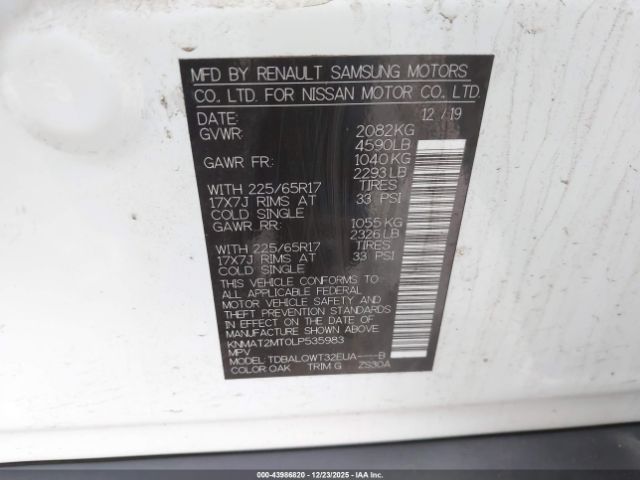 MFD BY RENAULT SAMSUNG MOTORS
CO., LTD. FOR NISSAN MOTOR CO., LTD.
DATE: 12 / 19
GVWR: 2082KG
4590LB
GAWR FR: 1040KG
2293LB
WITH 225/65R17 TIRES
17X7J RIMS AT 33 PSI
COLD SINGLE
GAWR RR: 1055KG
2326LB
WITH 225/65R17 TIRES
17X7J RIMS AT 33 PSI
COLD SINGLE
THIS VEHICLE CONFORMS TO
ALL APPLICABLE FEDERAL
MOTOR VEHICLE SAFETY AND
THEFT PREVENTION STANDARDS
IN EFFECT ON THE DATE OF
MANUFACTURE SHOWN ABOVE.
KNMAT2MT0LP535983
MPV
MODEL: TDBALOWT32EUA----B
COLOR: OAK TRIM: G ZS30A
000-43986820 • 12/23/2025 • IAAI.COM